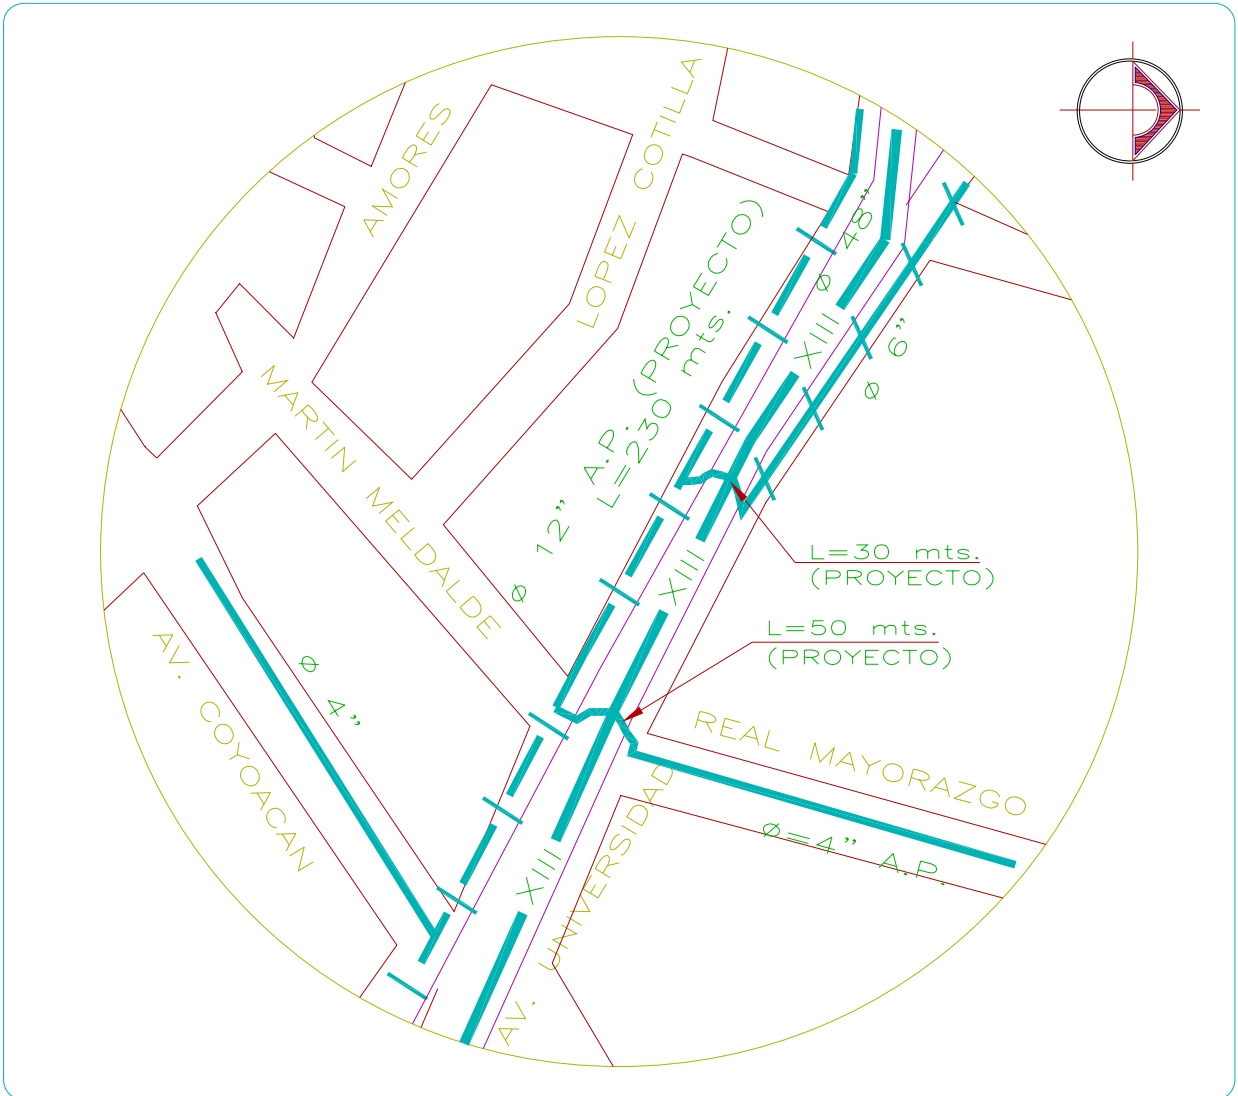 AMORES
LOPEZ COTILLA
Ø 48”
XIII
Ø 6”
Ø 12” A.P. (PROYECTO)
L=230 mts.
MARTIN MELDALDE
L=30 mts.
(PROYECTO)
XIII
L=50 mts.
(PROYECTO)
AV. COYOACAN
Ø 4”
REAL MAYORAZGO
Ø=4” A.P.
XIII
AV. UNIVERSIDAD